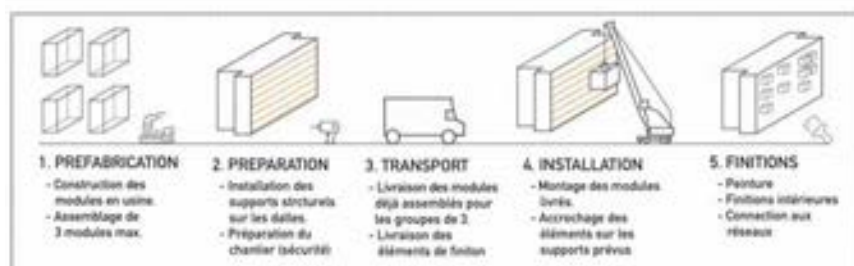 1. PREFABRICATION
- Construction des
modules en usine.
- Assemblage de
3 modules max.
2. PREPARATION
- Installation des
supports strcturels
sur les dalles.
- Préparation du
chantier (sécurité)
3. TRANSPORT
- Livraison des modules
déjà assemblés pour
les groupes de 3.
- Livraison des
éléments de finiton
4. INSTALLATION
- Montage des modules
livrés.
- Accrochage des
éléments sur les
supports prévus
5. FINITIONS
- Peinture
- Finitions intérieures
- Connection aux
réseaux